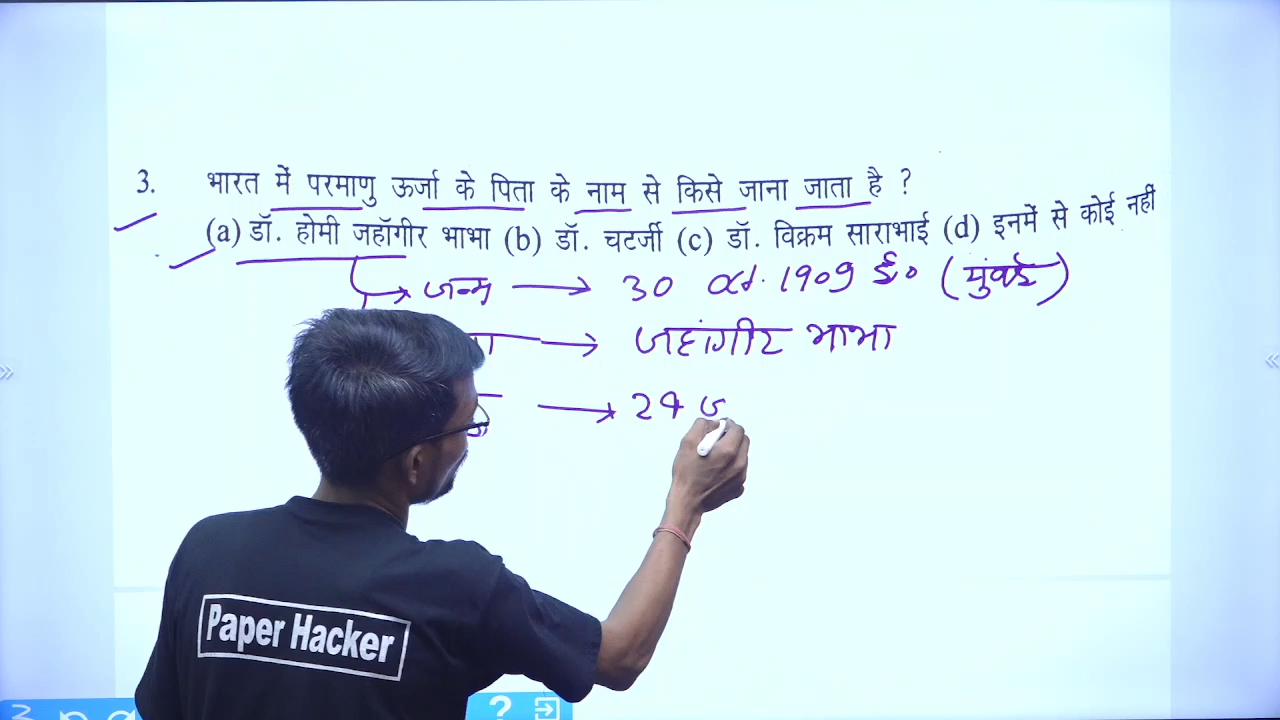 3. भारत में परमाणु ऊर्जा के पिता के नाम से किसे जाना जाता है ?
(a) डॉ. होमी जहाँगीर भाभा (b) डॉ. चटर्जी (c) डॉ. विक्रम साराभाई (d) इनमें से कोई नहीं
जन्म → 30 Oct. 1909 ई० (मुंबई)
→ जहांगीर भाभा
→ 24 ज
Paper Hacker
?